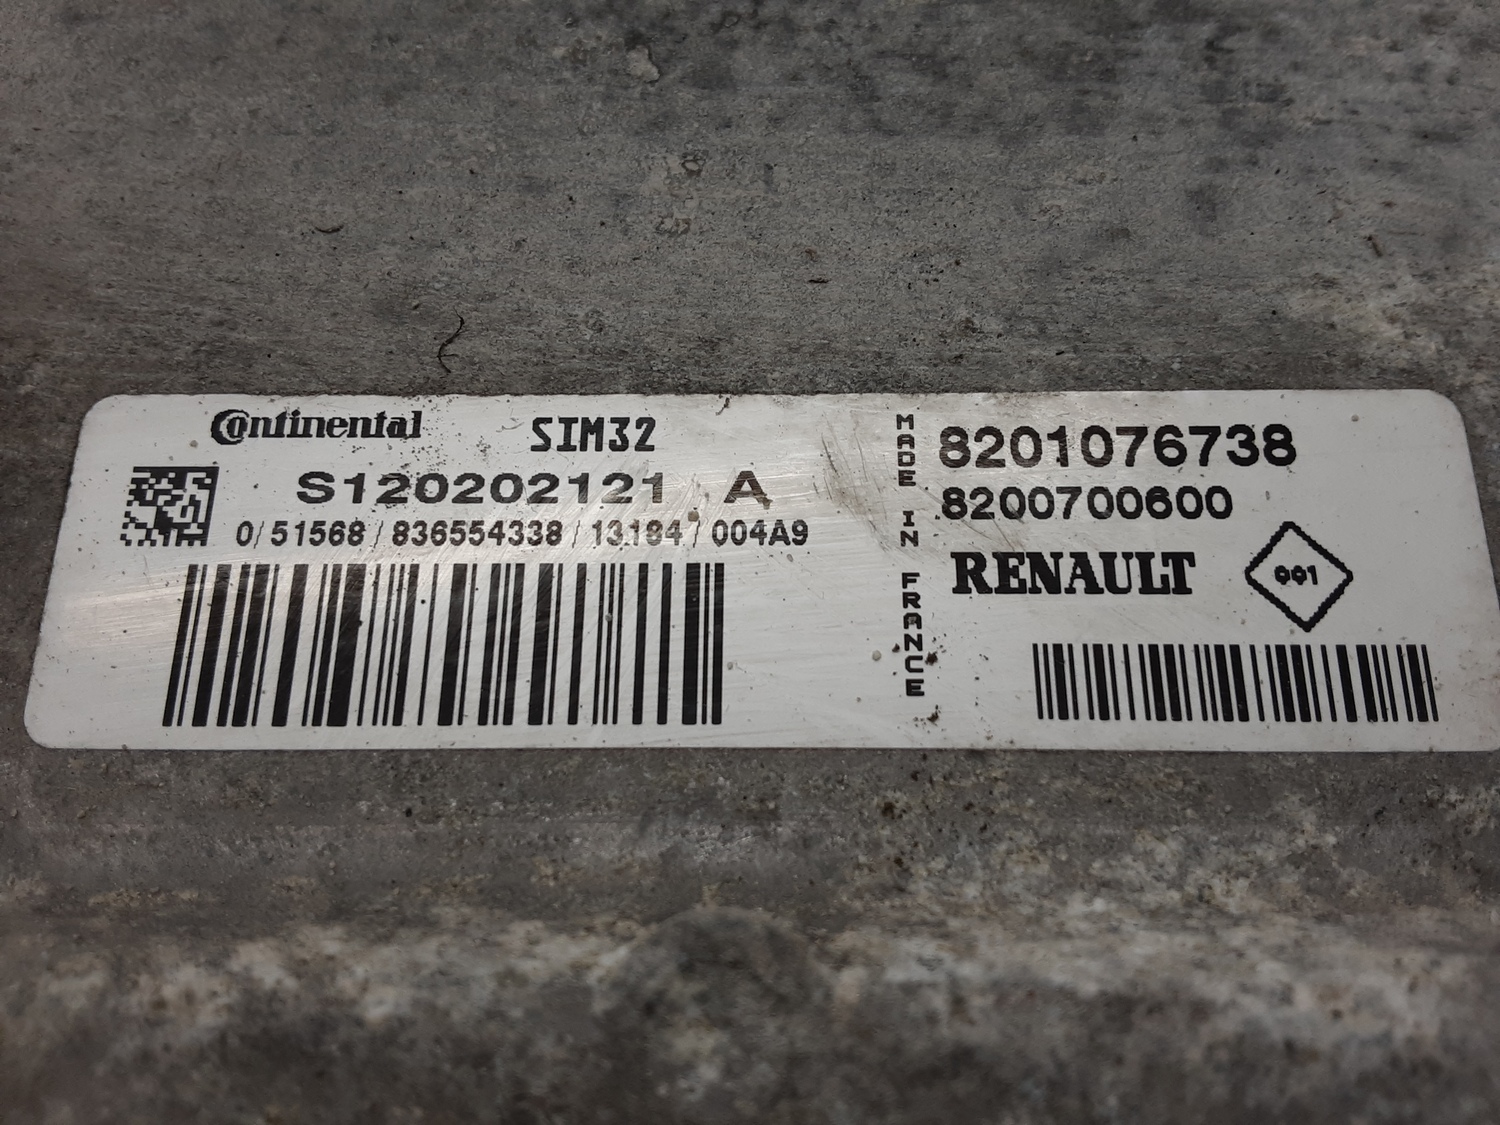 Continental SIM32
S120202121 A
0/51568/836554338/13184/004A9
MADE IN FRANCE
8201076738
8200700600
RENAULT
001